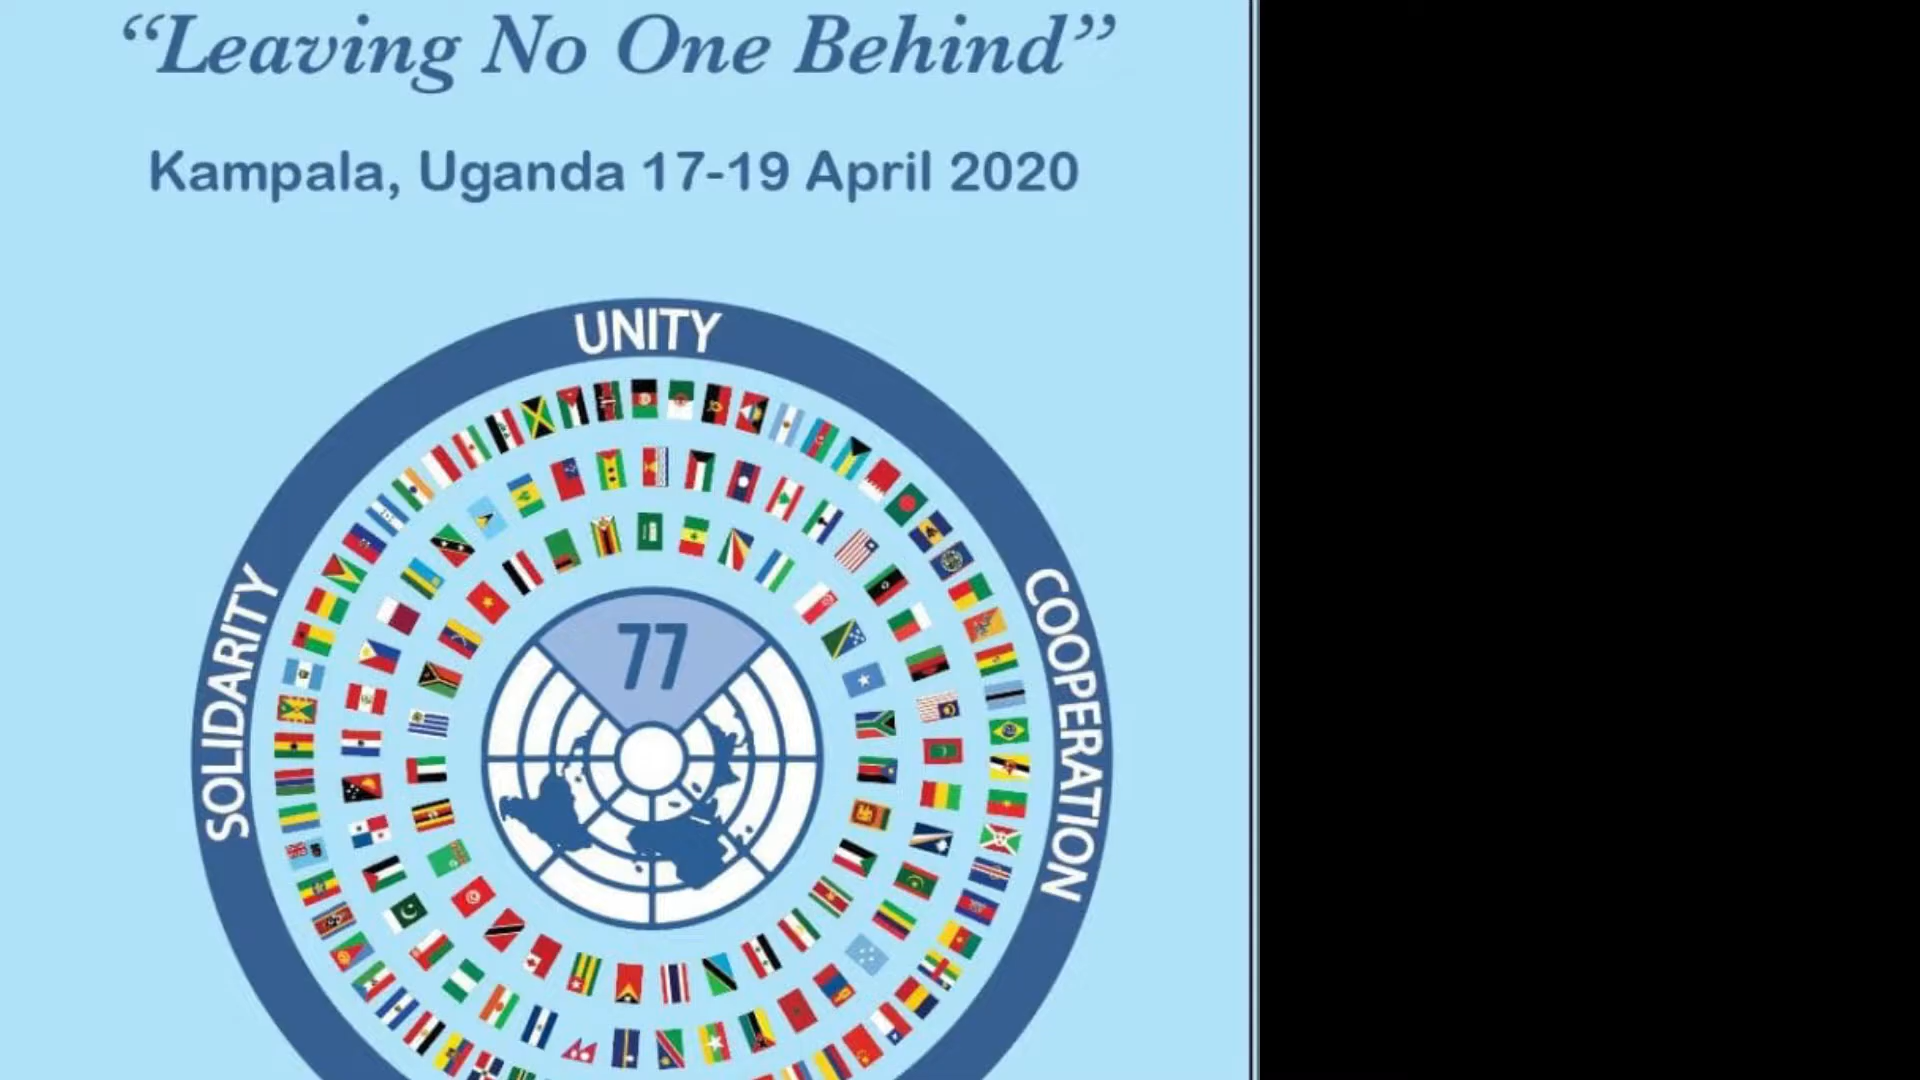 “Leaving No One Behind”
Kampala, Uganda 17-19 April 2020
UNITY
SOLIDARITY
COOPERATION
77